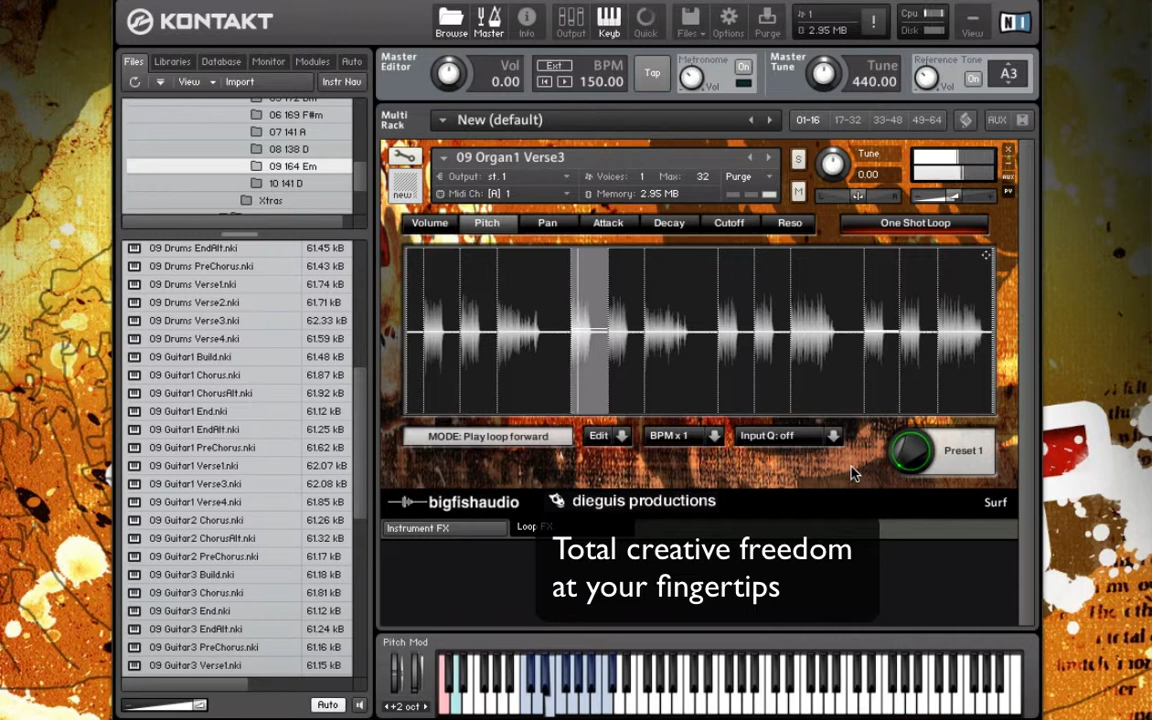 KONTAKT
Browse
Master
Info
Output
Keyb
Quick
Files
Options
Purge
1
2.95 MB
!
Cpu
Disk
View
NI
Files
Libraries
Database
Monitor
Modules
Auto
View
Import
Instr Nav
06 169 F#m
07 141 A
08 138 D
09 164 Em
10 141 D
Xtras
09 Drums EndAlt.nki 61.45 kB
09 Drums PreChorus.nki 61.43 kB
09 Drums Verse1.nki 61.74 kB
09 Drums Verse2.nki 61.71 kB
09 Drums Verse3.nki 62.33 kB
09 Drums Verse4.nki 61.59 kB
09 Guitar1 Build.nki 61.48 kB
09 Guitar1 Chorus.nki 61.87 kB
09 Guitar1 ChorusAlt.nki 61.92 kB
09 Guitar1 End.nki 61.12 kB
09 Guitar1 EndAlt.nki 61.25 kB
09 Guitar1 PreChorus.nki 61.62 kB
09 Guitar1 Verse1.nki 62.07 kB
09 Guitar1 Verse3.nki 62.08 kB
09 Guitar1 Verse4.nki 61.85 kB
09 Guitar2 Chorus.nki 61.26 kB
09 Guitar2 ChorusAlt.nki 61.32 kB
09 Guitar2 PreChorus.nki 61.17 kB
09 Guitar3 Build.nki 61.18 kB
09 Guitar3 Chorus.nki 61.81 kB
09 Guitar3 End.nki 61.12 kB
09 Guitar3 EndAlt.nki 61.24 kB
09 Guitar3 PreChorus.nki 61.16 kB
09 Guitar3 Verse1.nki 61.15 kB
Auto
Master
Editor
Vol
0.00
Ext
BPM
150.00
Tap
Metronome
On
Vol
Master
Tune
Tune
440.00
Reference Tone
Vol
On
A3
Multi
Rack
New (default)
01-16
17-32
33-48
49-64
AUX
09 Organ1 Verse3
Output: st. 1
Voices: 1
Max: 32
Purge
Midi Ch: [A] 1
Memory: 2.95 MB
new
S
M
Tune
0.00
L
R
AUX
PV
Volume
Pitch
Pan
Attack
Decay
Cutoff
Reso
One Shot Loop
MODE: Play loop forward
Edit
BPM x 1
Input Q: off
Preset 1
bigfishaudio
dieguis productions
Surf
Instrument FX
Loop FX
Total creative freedom
at your fingertips
Pitch Mod
+2 oct